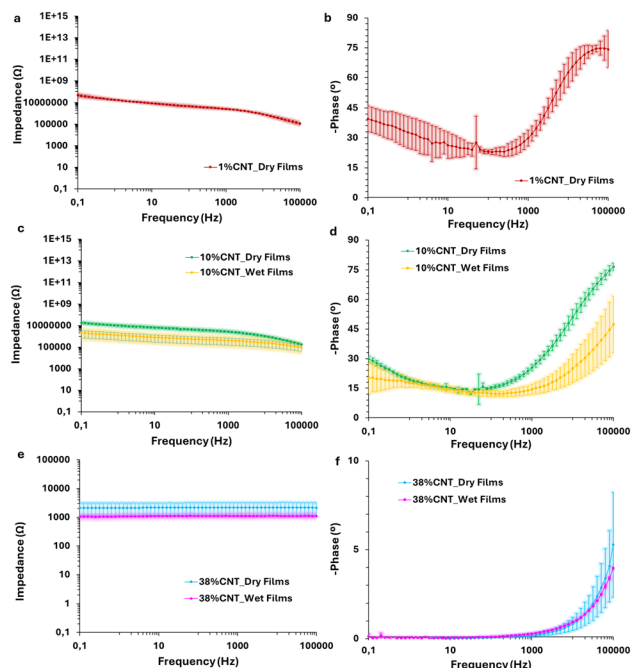 a
1E+15
1E+13
1E+11
1E+09
10000000
100000
1000
10
0,1
Impedance (Ω)
0,1
10
1000
100000
Frequency (Hz)
1%CNT_Dry Films
b
90
75
60
45
30
15
0
-Phase (º)
0,1
10
1000
100000
Frequency (Hz)
1%CNT_Dry Films
c
1E+15
1E+13
1E+11
1E+09
10000000
100000
1000
10
0,1
Impedance (Ω)
0,1
10
1000
100000
Frequency (Hz)
10%CNT_Dry Films
10%CNT_Wet Films
d
90
75
60
45
30
15
0
-Phase (º)
0,1
10
1000
100000
Frequency (Hz)
10%CNT_Dry Films
10%CNT_Wet Films
e
100000
10000
1000
100
10
1
0,1
Impedance (Ω)
0,1
10
1000
100000
Frequency (Hz)
38%CNT_Dry Films
38%CNT_Wet Films
f
10
5
0
-Phase (º)
0,1
10
1000
100000
Frequency (Hz)
38%CNT_Dry Films
38%CNT_Wet Films